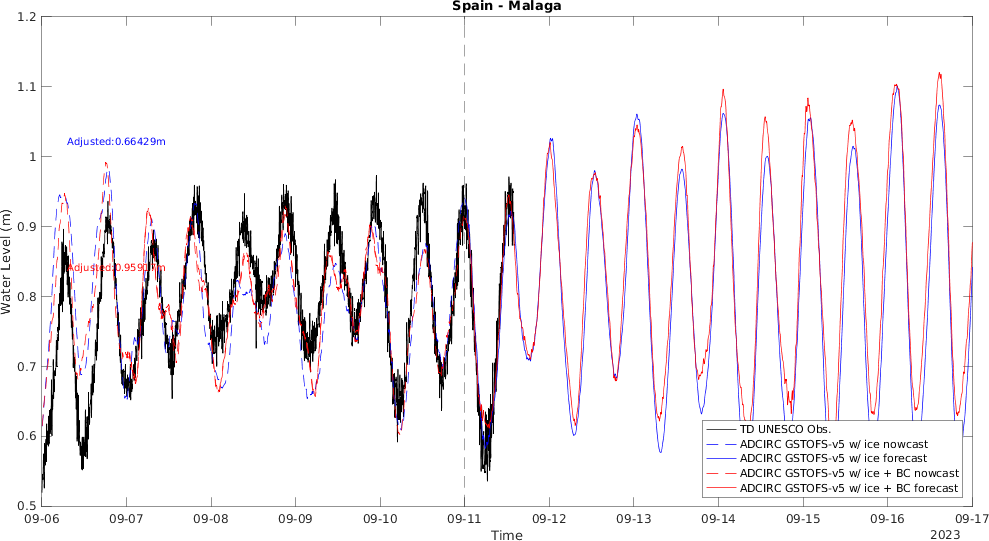 Spain - Malaga
1.2
1.1
1
0.9
0.8
0.7
0.6
0.5
Water Level (m)
Adjusted:0.66429m
TD UNESCO Obs.
ADCIRC GSTOFS-v5 w/ ice nowcast
ADCIRC GSTOFS-v5 w/ ice forecast
ADCIRC GSTOFS-v5 w/ ice + BC nowcast
ADCIRC GSTOFS-v5 w/ ice + BC forecast
09-06 09-07 09-08 09-09 09-10 09-11 09-12 09-13 09-14 09-15 09-16 09-17
Time
2023